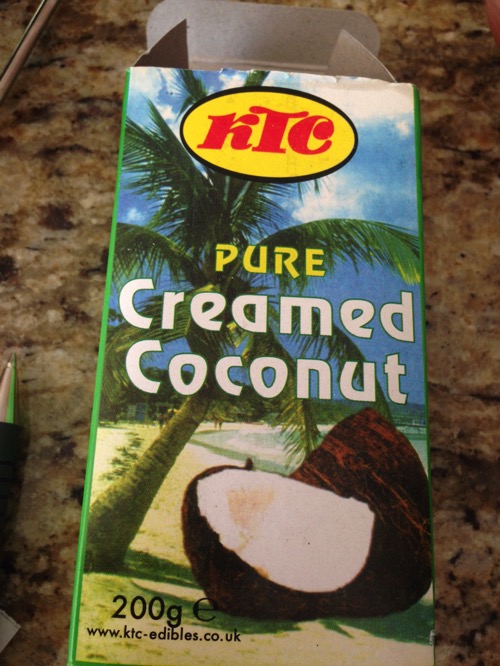 KTC
PURE
Creamed
Coconut
200g ℮
www.ktc-edibles.co.uk